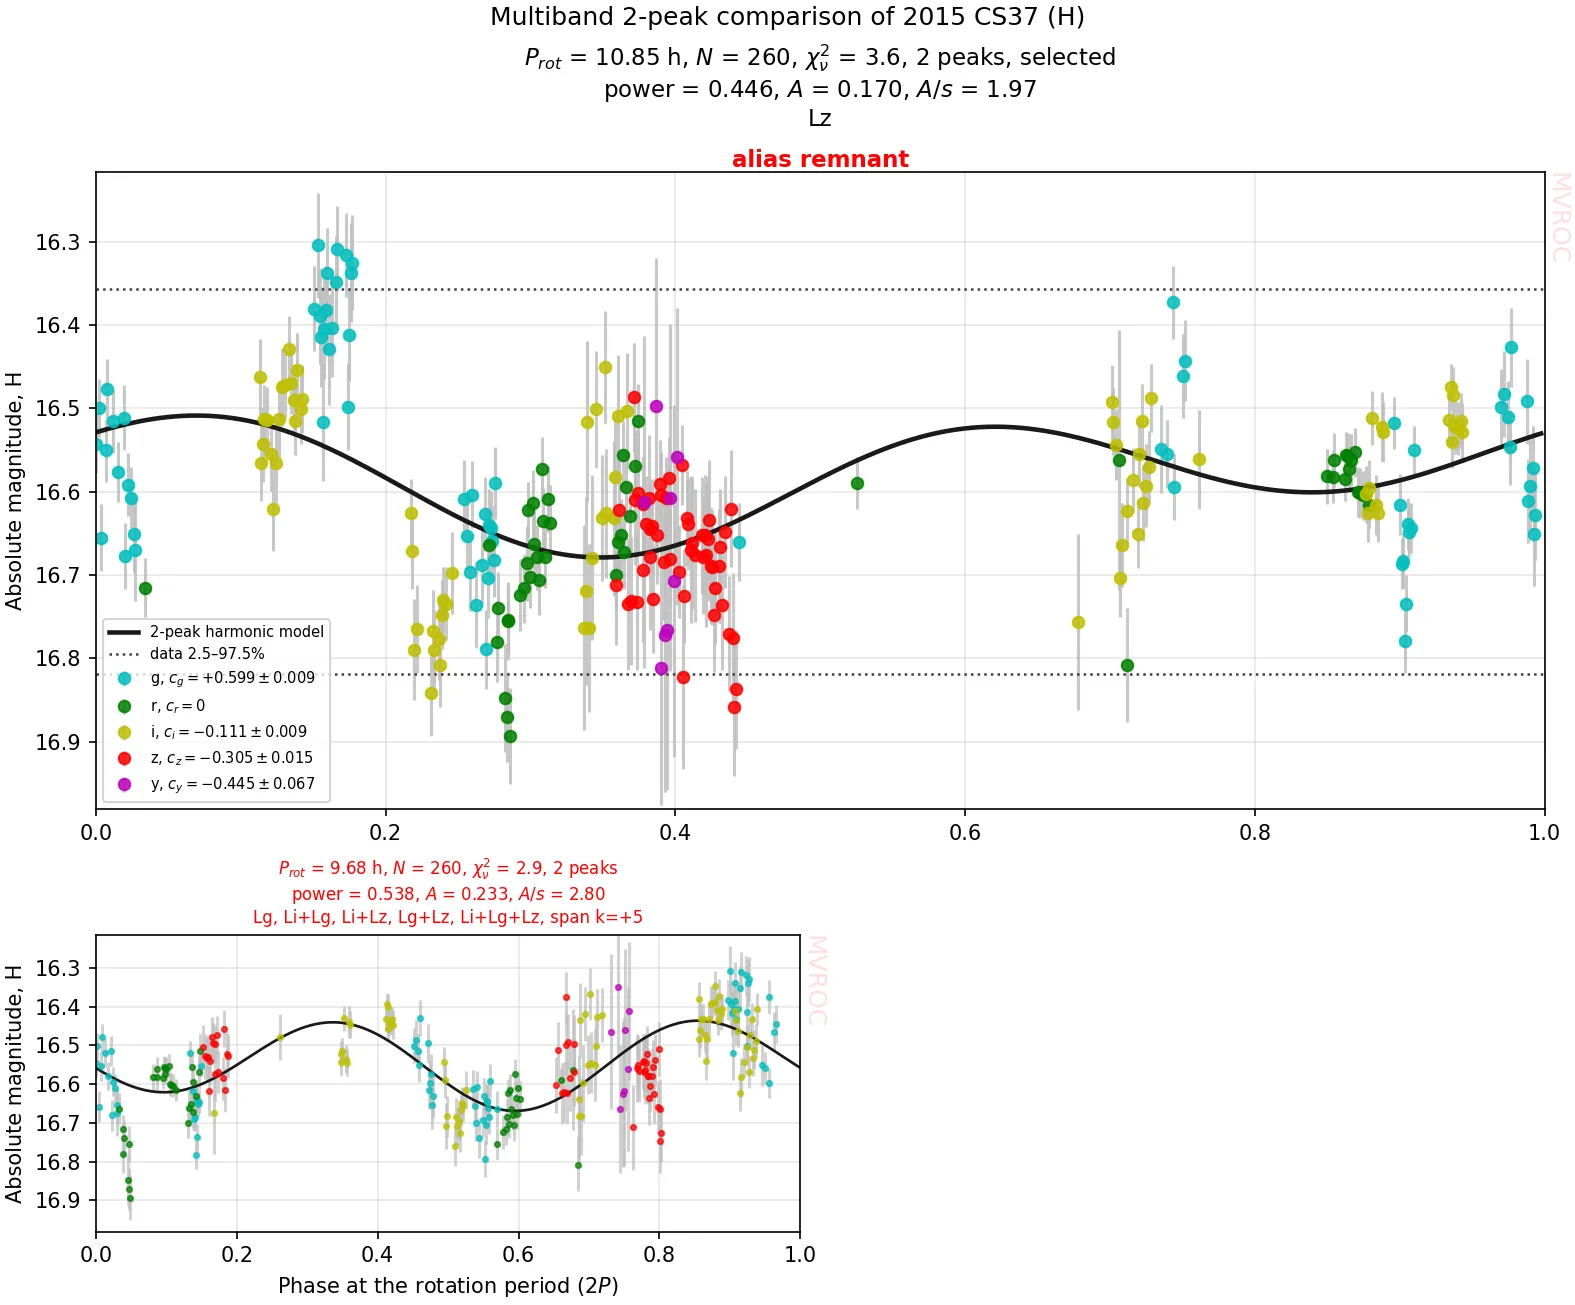 Multiband 2-peak comparison of 2015 CS37 (H)
P_rot = 10.85 h, N = 260, χ²_ν = 3.6, 2 peaks, selected
power = 0.446, A = 0.170, A/s = 1.97
Lz
alias remnant
MVROC
Absolute magnitude, H
16.3
16.4
16.5
16.6
16.7
16.8
16.9
2-peak harmonic model
data 2.5–97.5%
g, c_g = +0.599 ± 0.009
r, c_r = 0
i, c_i = −0.111 ± 0.009
z, c_z = −0.305 ± 0.015
y, c_y = −0.445 ± 0.067
0.0 0.2 0.4 0.6 0.8 1.0
P_rot = 9.68 h, N = 260, χ²_ν = 2.9, 2 peaks
power = 0.538, A = 0.233, A/s = 2.80
Lg, Li+Lg, Li+Lz, Lg+Lz, Li+Lg+Lz, span k=+5
MVROC
Absolute magnitude, H
16.3
16.4
16.5
16.6
16.7
16.8
16.9
0.0 0.2 0.4 0.6 0.8 1.0
Phase at the rotation period (2P)